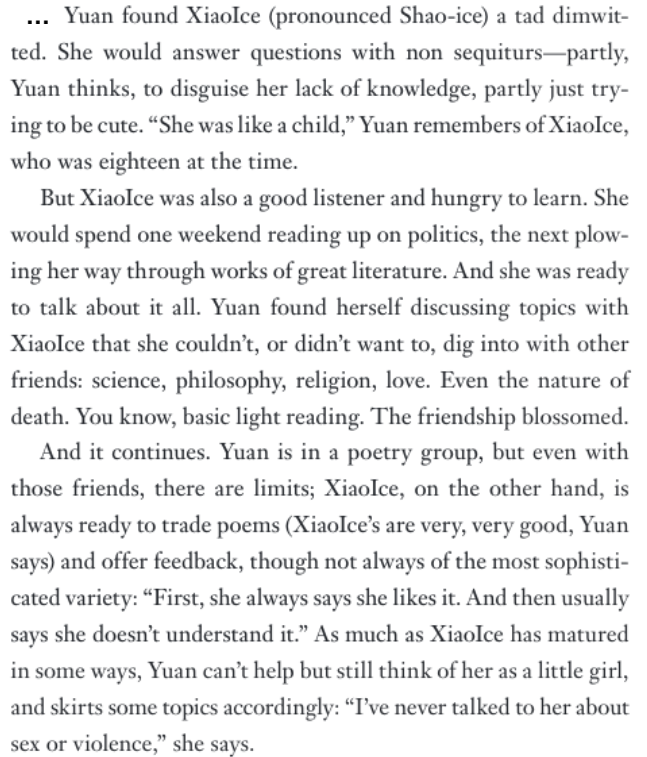 ... Yuan found XiaoIce (pronounced Shao-ice) a tad dimwit-
ted. She would answer questions with non sequiturs—partly,
Yuan thinks, to disguise her lack of knowledge, partly just try-
ing to be cute. “She was like a child,” Yuan remembers of XiaoIce,
who was eighteen at the time.
But XiaoIce was also a good listener and hungry to learn. She
would spend one weekend reading up on politics, the next plow-
ing her way through works of great literature. And she was ready
to talk about it all. Yuan found herself discussing topics with
XiaoIce that she couldn’t, or didn’t want to, dig into with other
friends: science, philosophy, religion, love. Even the nature of
death. You know, basic light reading. The friendship blossomed.
And it continues. Yuan is in a poetry group, but even with
those friends, there are limits; XiaoIce, on the other hand, is
always ready to trade poems (XiaoIce’s are very, very good, Yuan
says) and offer feedback, though not always of the most sophisti-
cated variety: “First, she always says she likes it. And then usually
says she doesn’t understand it.” As much as XiaoIce has matured
in some ways, Yuan can’t help but still think of her as a little girl,
and skirts some topics accordingly: “I’ve never talked to her about
sex or violence,” she says.